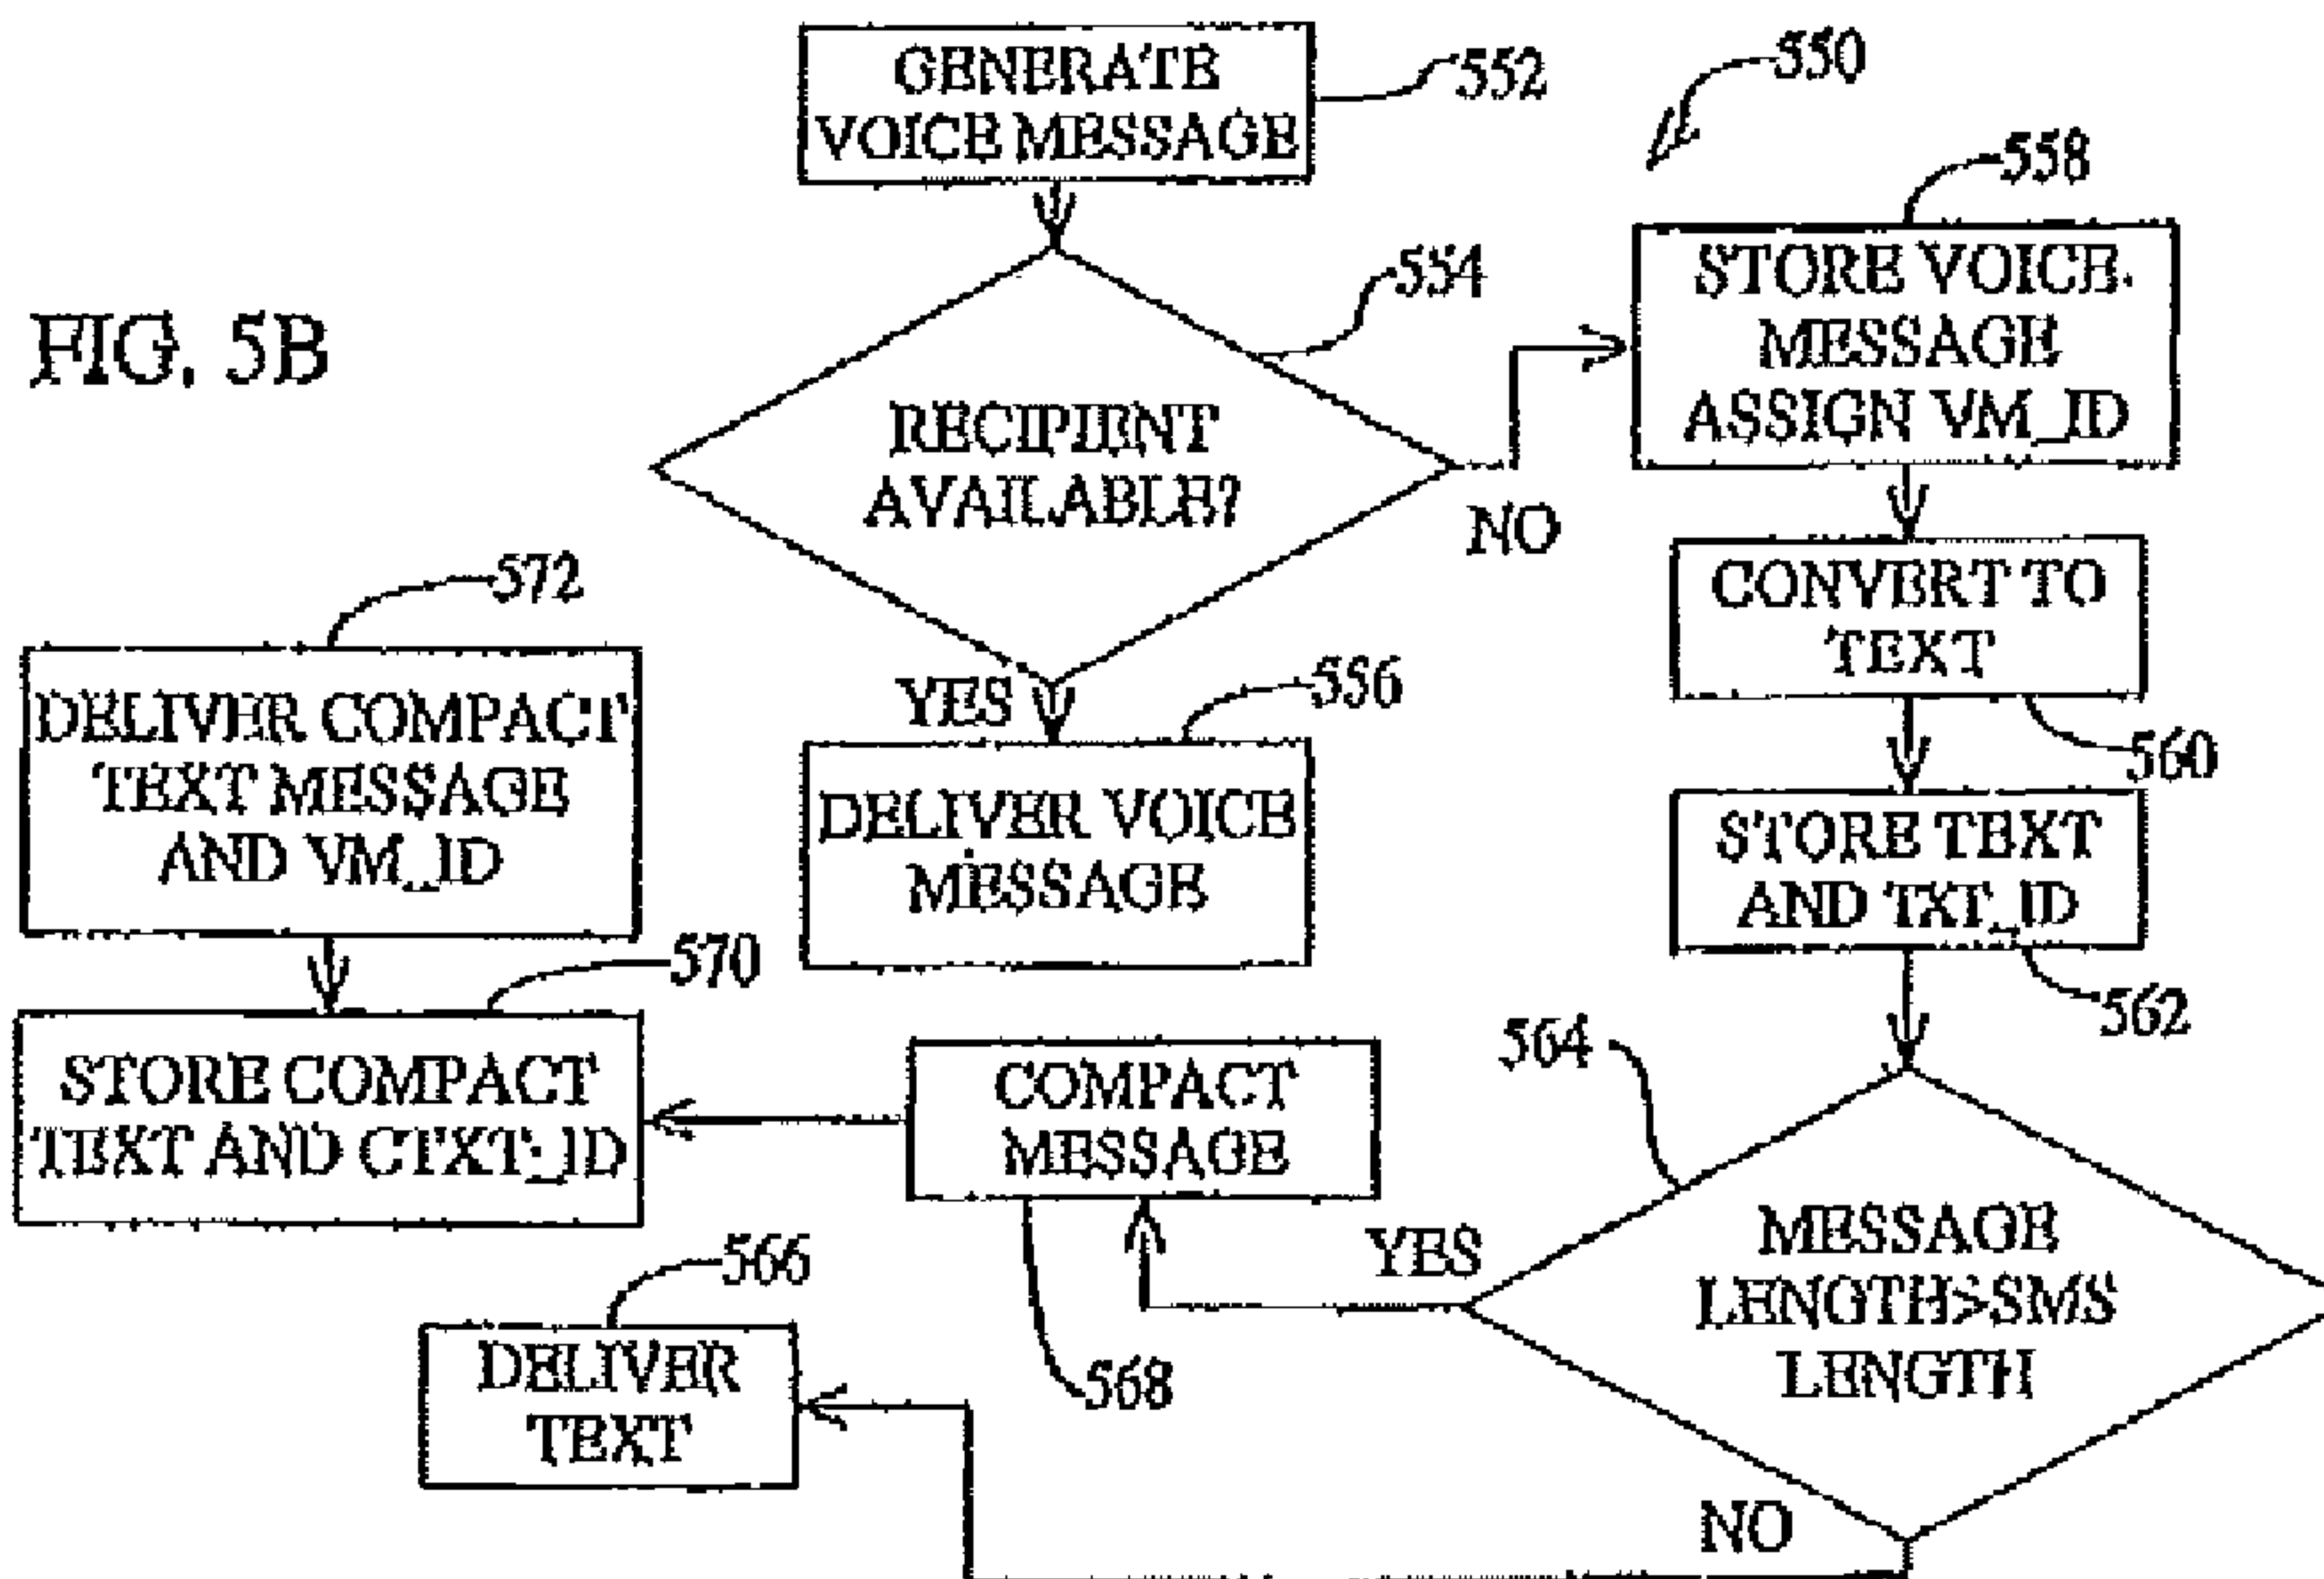 GENERATE
VOICE MESSAGE
552
550
FIG. 5B
554
RECIPIENT
AVAILABLE?
NO
558
STORE VOICE
MESSAGE
ASSIGN VM_ID
CONVERT TO
TEXT
560
YES
556
DELIVER VOICE
MESSAGE
STORE TEXT
AND TXT_ID
562
572
DELIVER COMPACT
TEXT MESSAGE
AND VM_ID
570
STORE COMPACT
TEXT AND CTXT_ID
COMPACT
MESSAGE
568
564
MESSAGE
LENGTH>SMS
LENGTH
YES
566
DELIVER
TEXT
NO